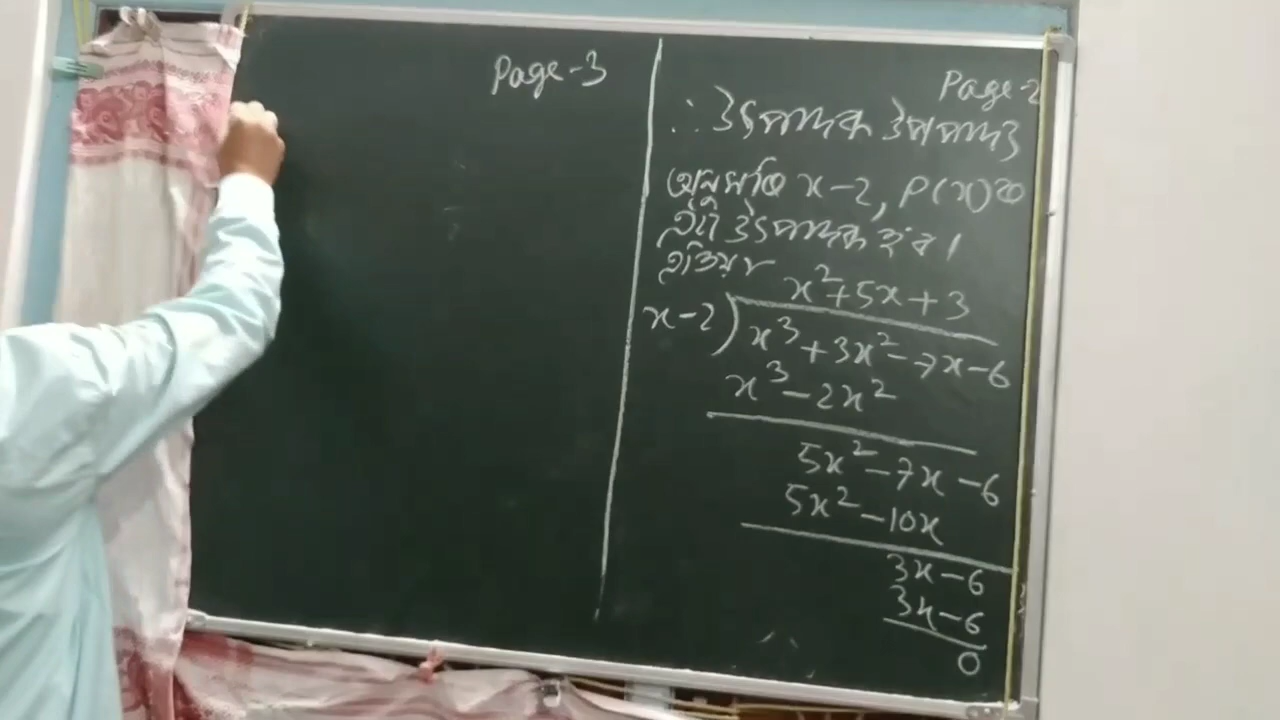 Page-3
Page-2
∴ উৎপাদক উপপাদ্য
অনুযায়ী x-2, P(x)ৰ
এটা উৎপাদক হ'ব।
এতিয়া
x²+5x+3
x-2)x³+3x²-7x-6
x³-2x²
5x²-7x-6
5x²-10x
3x-6
3x-6
0